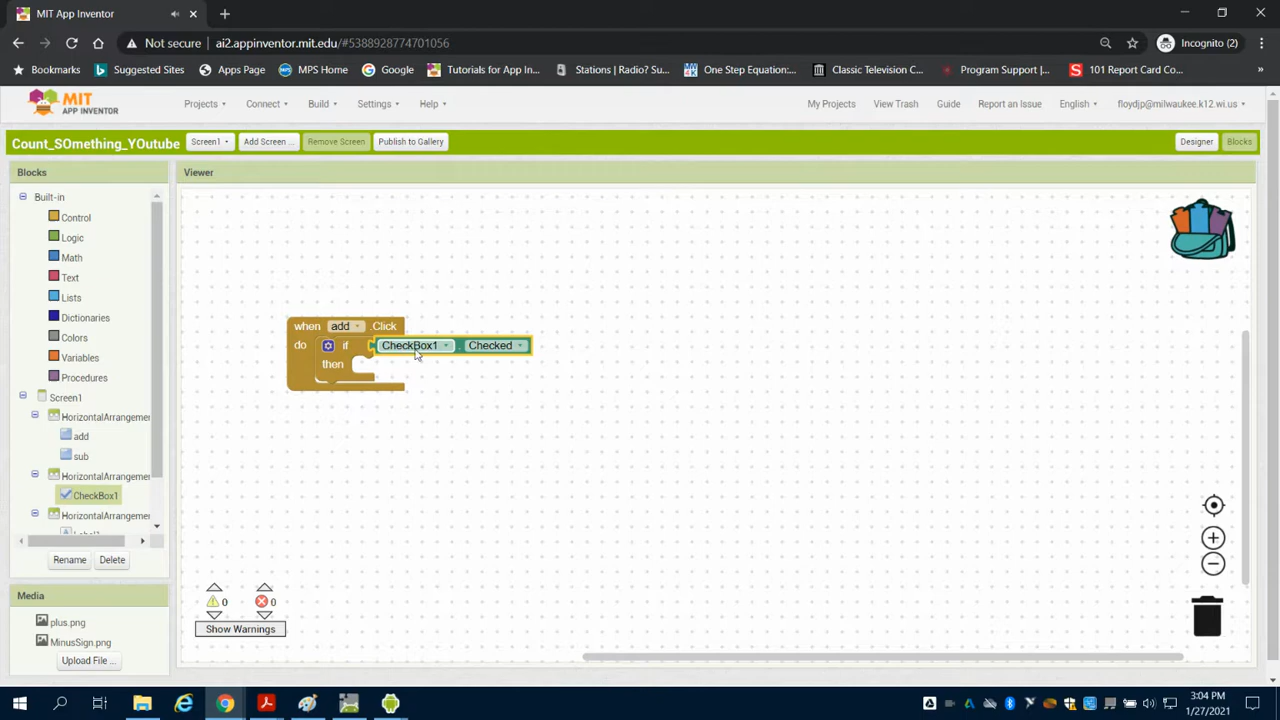 MIT App Inventor
Not secure ai2.appinventor.mit.edu/#5388928774701056 Incognito (2)
Bookmarks Suggested Sites Apps Page MPS Home Google Tutorials for App In... Stations | Radio? Su... One Step Equation:... Classic Television C... Program Support |... 101 Report Card Co... »
MIT
APP INVENTOR
Projects Connect Build Settings Help My Projects View Trash Guide Report an Issue English floydjp@milwaukee.k12.wi.us
Count_SOmething_YOutube Screen1 Add Screen ... Remove Screen Publish to Gallery Designer Blocks
Blocks Viewer
Built-in
Control
Logic
Math
Text
Lists
Dictionaries
Colors
Variables
Procedures
Screen1
HorizontalArrangemer
add
sub
HorizontalArrangemer
CheckBox1
HorizontalArrangemer
Rename Delete
Media
plus.png
MinusSign.png
Upload File ...
when add .Click
do if CheckBox1 . Checked
then
0 0
Show Warnings
3:04 PM
1/27/2021